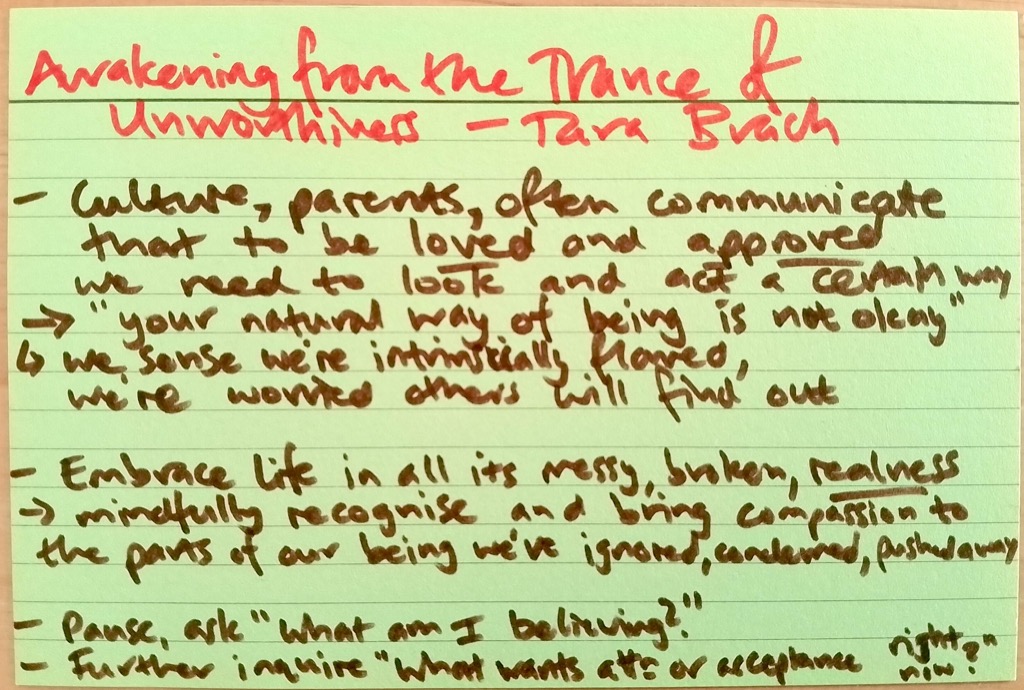 Awakening from the Trance of
Unworthiness – Tara Brach
- Culture, parents, often communicate
that to be loved and approved
we need to look and act a certain way
→ "your natural way of being is not okay"
↳ we sense we're intrinsically flawed,
we're worried others will find out
- Embrace life in all its messy, broken, realness
→ mindfully recognise and bring compassion to
the parts of our being we've ignored, condemned, pushed away
- Pause, ask "what am I believing?"
- Further inquire "what wants attn or acceptance right now?"